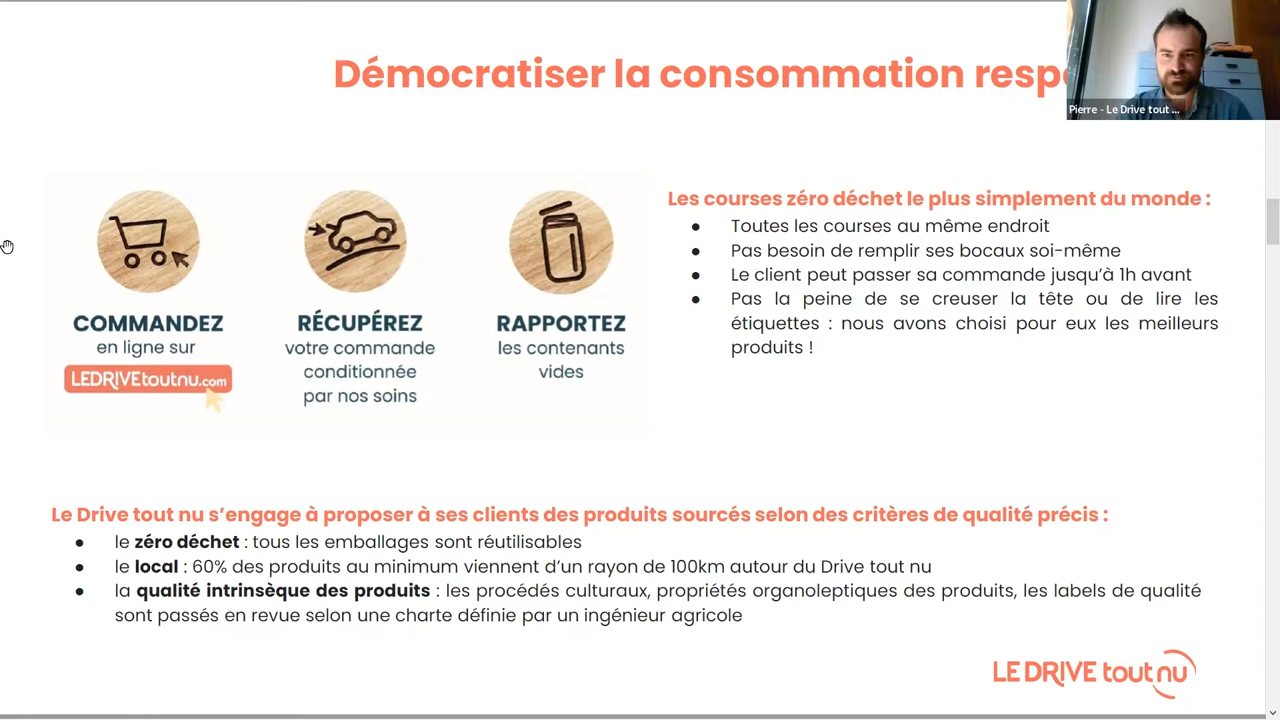 Démocratiser la consommation
Pierre - Le Drive tout ...
COMMANDEZ
en ligne sur
LEDRIVEtoutnu.com
RÉCUPÉREZ
votre commande
conditionnée
par nos soins
RAPPORTEZ
les contenants
vides
Les courses zéro déchet le plus simplement du monde :
● Toutes les courses au même endroit
● Pas besoin de remplir ses bocaux soi-même
● Le client peut passer sa commande jusqu'à 1h avant
● Pas la peine de se creuser la tête ou de lire les
étiquettes : nous avons choisi pour eux les meilleurs
produits !
Le Drive tout nu s'engage à proposer à ses clients des produits sourcés selon des critères de qualité précis :
● le zéro déchet : tous les emballages sont réutilisables
● le local : 60% des produits au minimum viennent d'un rayon de 100km autour du Drive tout nu
● la qualité intrinsèque des produits : les procédés culturaux, propriétés organoleptiques des produits, les labels de qualité
sont passés en revue selon une charte définie par un ingénieur agricole
LE DRIVE tout nu